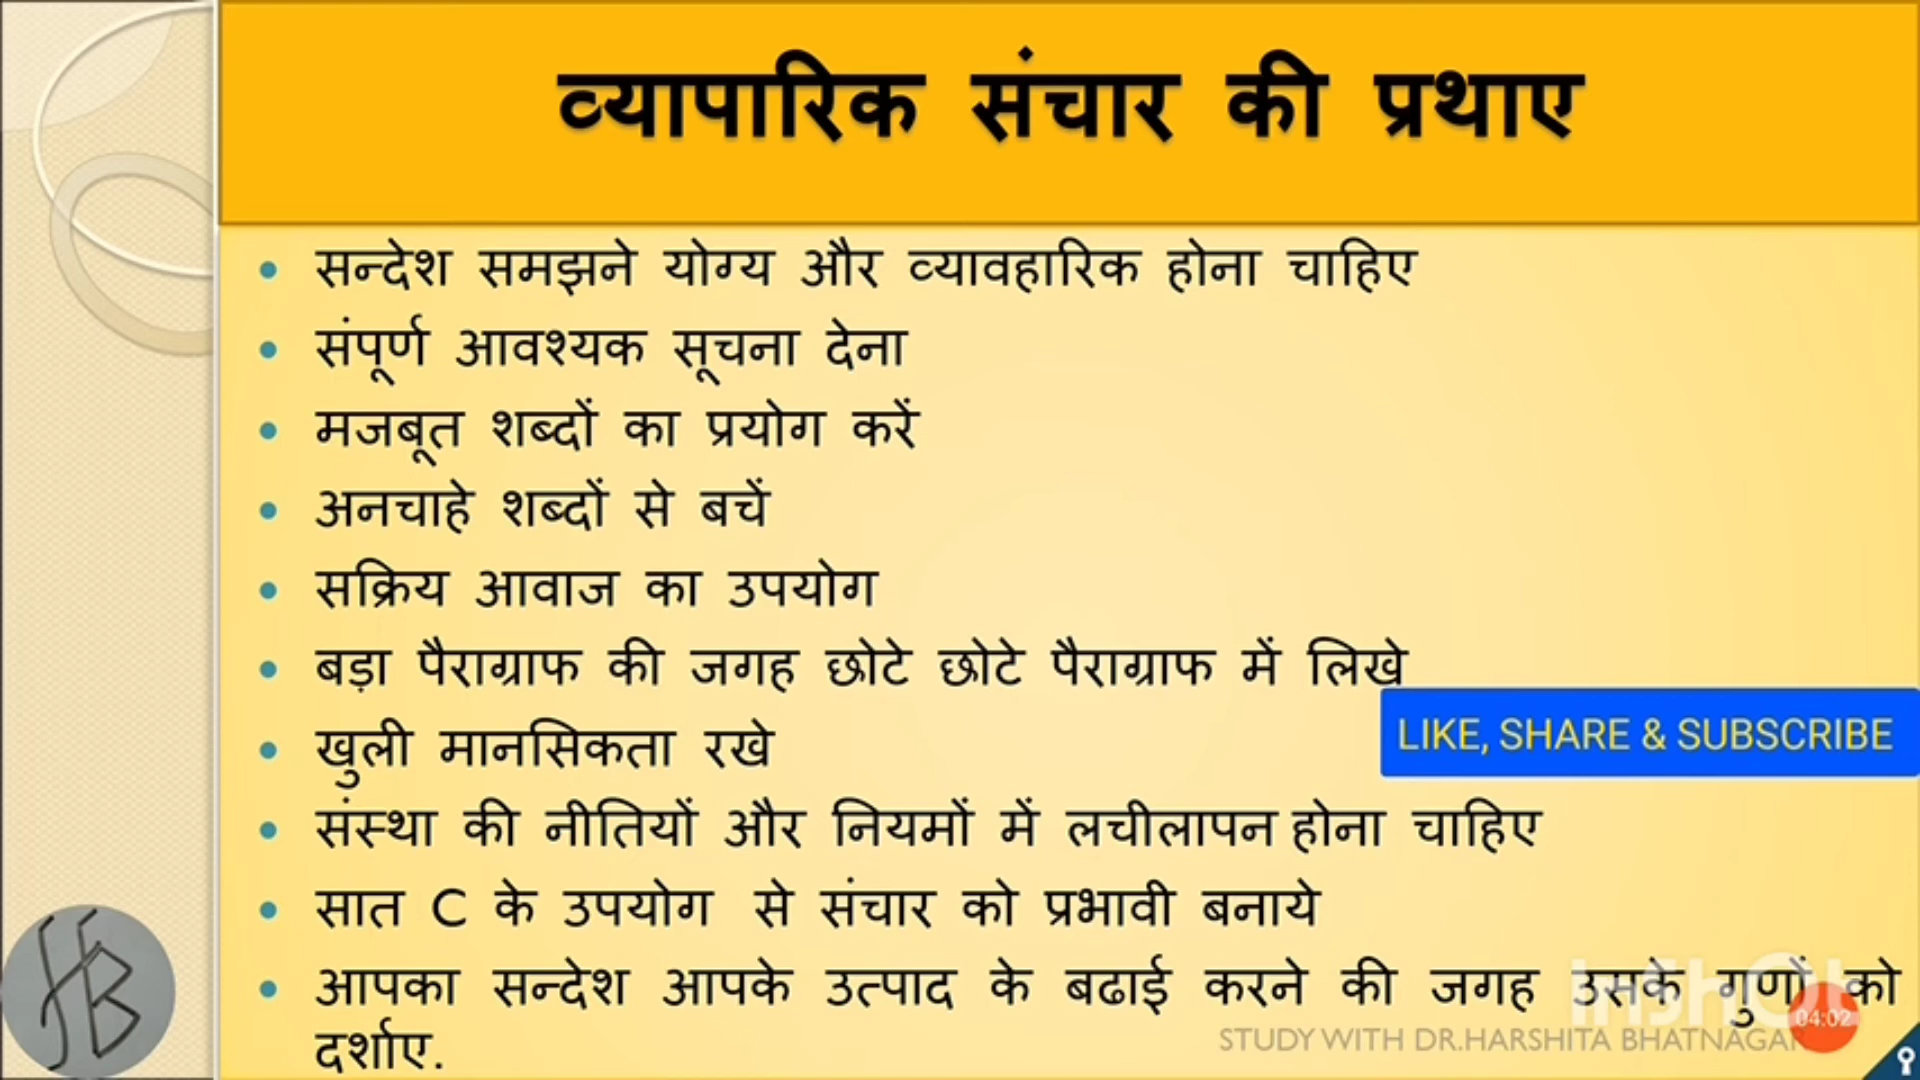 व्यापारिक संचार की प्रथाए
• सन्देश समझने योग्य और व्यावहारिक होना चाहिए
• संपूर्ण आवश्यक सूचना देना
• मजबूत शब्दों का प्रयोग करें
• अनचाहे शब्दों से बचें
• सक्रिय आवाज का उपयोग
• बड़ा पैराग्राफ की जगह छोटे छोटे पैराग्राफ में लिखे
LIKE, SHARE & SUBSCRIBE
• खुली मानसिकता रखे
• संस्था की नीतियों और नियमों में लचीलापन होना चाहिए
• सात C के उपयोग से संचार को प्रभावी बनाये
• आपका सन्देश आपके उत्पाद के बढाई करने की जगह उसके गुणों को
दर्शाए.
InShOt
04:02
STUDY WITH DR.HARSHITA BHATNAGAR
HB